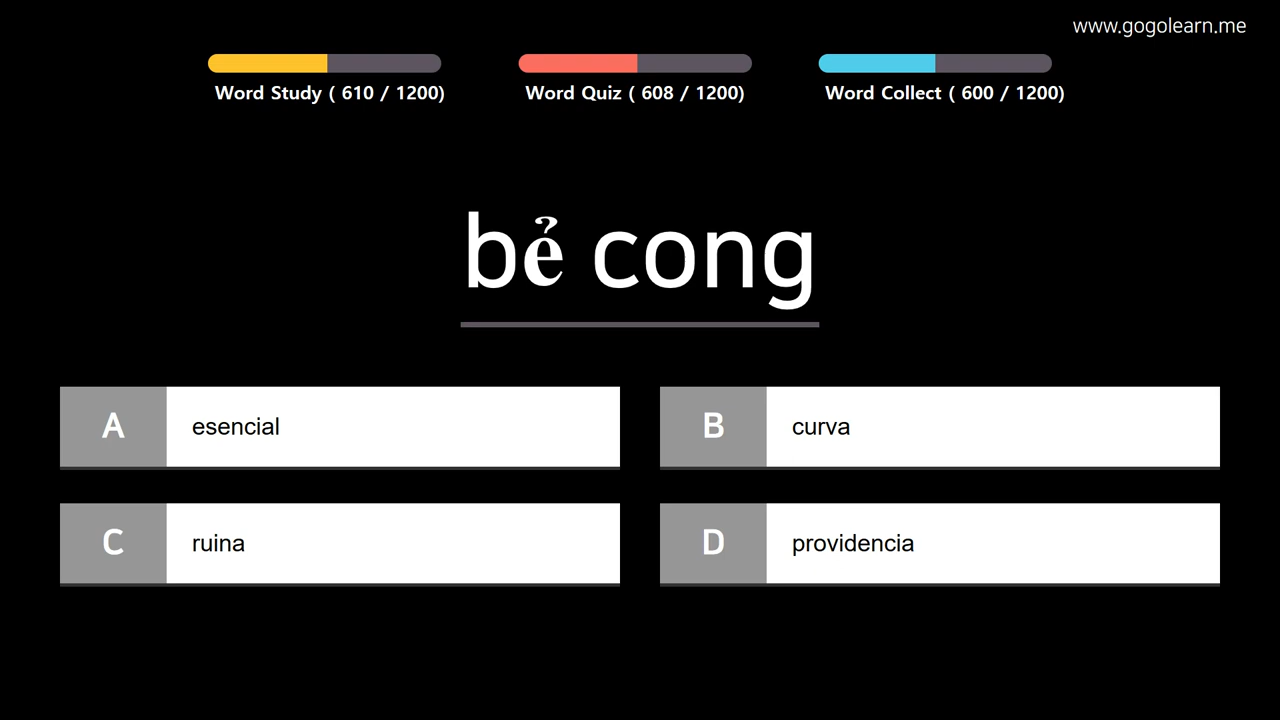 www.gogolearn.me
Word Study ( 610 / 1200)
Word Quiz ( 608 / 1200)
Word Collect ( 600 / 1200)
bẻ cong
A esencial
B curva
C ruina
D providencia